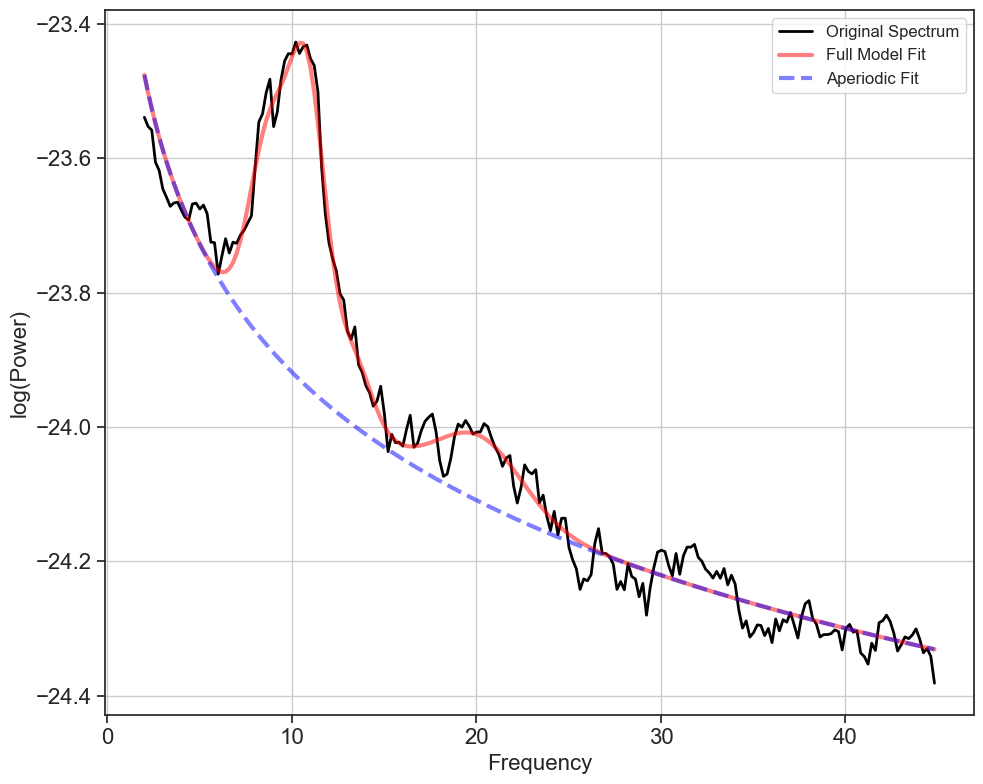 −23.4
−23.6
−23.8
−24.0
−24.2
−24.4
log(Power)
0 10 20 30 40
Frequency
Original Spectrum
Full Model Fit
Aperiodic Fit